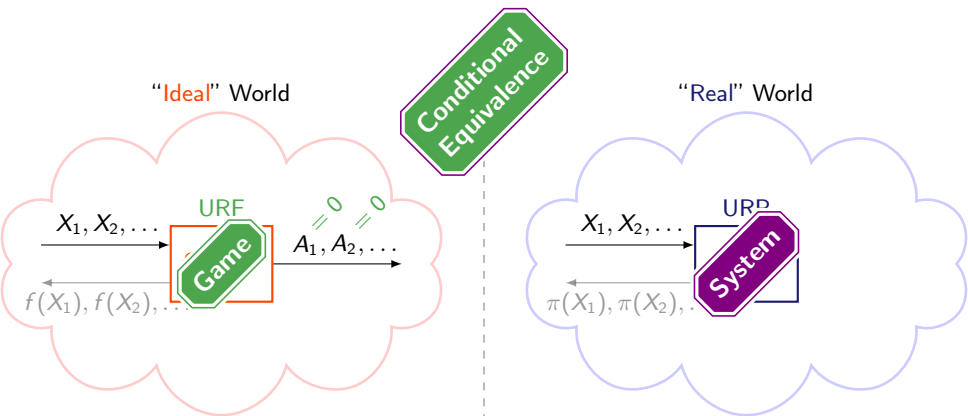 Conditional
Equivalence
“Ideal” World
“Real” World
URF
= 0
= 0
X₁, X₂, . . .
A₁, A₂, . . . .
Game
f(X₁), f(X₂), . . .
URP
X₁, X₂, . . .
System
π(X₁), π(X₂), .